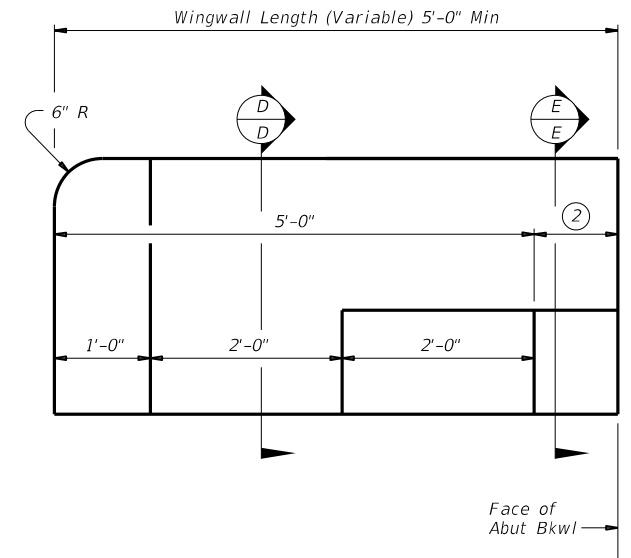 Wingwall Length (Variable) 5'-0" Min
6" R
D
D
E
E
5'-0"
2
1'-0"
2'-0"
2'-0"
Face of
Abut Bkwl